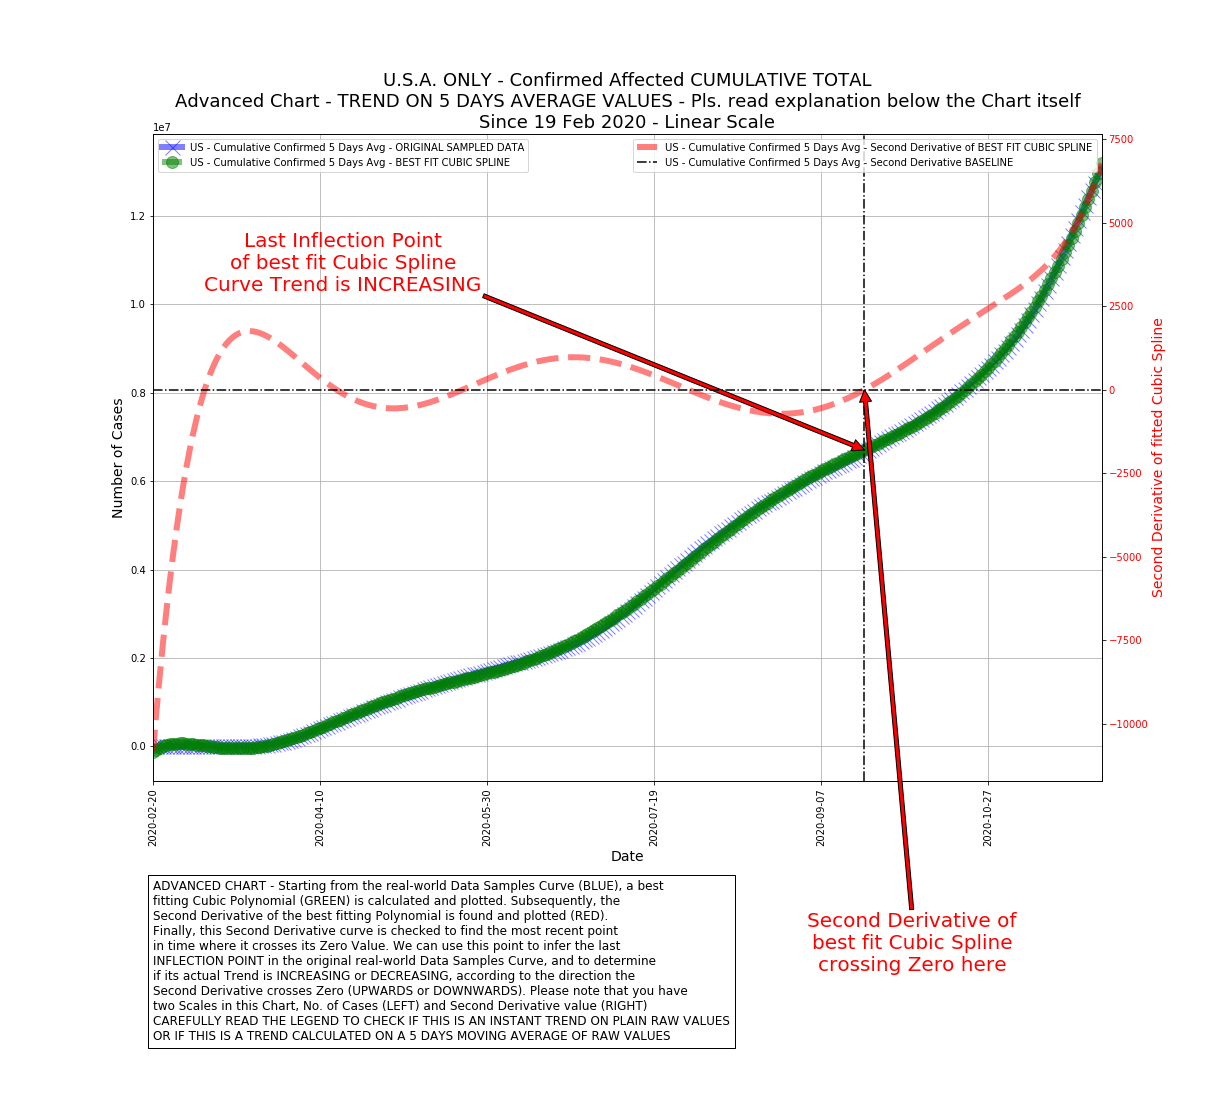 U.S.A. ONLY - Confirmed Affected CUMULATIVE TOTAL
Advanced Chart - TREND ON 5 DAYS AVERAGE VALUES - Pls. read explanation below the Chart itself
Since 19 Feb 2020 - Linear Scale
1e7
US - Cumulative Confirmed 5 Days Avg - ORIGINAL SAMPLED DATA
US - Cumulative Confirmed 5 Days Avg - BEST FIT CUBIC SPLINE
US - Cumulative Confirmed 5 Days Avg - Second Derivative of BEST FIT CUBIC SPLINE
US - Cumulative Confirmed 5 Days Avg - Second Derivative BASELINE
Last Inflection Point
of best fit Cubic Spline
Curve Trend is INCREASING
1.2
1.0
0.8
0.6
0.4
0.2
0.0
Number of Cases
7500
5000
2500
0
−2500
−5000
−7500
−10000
Second Derivative of fitted Cubic Spline
2020-02-20
2020-04-10
2020-05-30
2020-07-19
2020-09-07
2020-10-27
Date
Second Derivative of
best fit Cubic Spline
crossing Zero here
ADVANCED CHART - Starting from the real-world Data Samples Curve (BLUE), a best
fitting Cubic Polynomial (GREEN) is calculated and plotted. Subsequently, the
Second Derivative of the best fitting Polynomial is found and plotted (RED).
Finally, this Second Derivative curve is checked to find the most recent point
in time where it crosses its Zero Value. We can use this point to infer the last
INFLECTION POINT in the original real-world Data Samples Curve, and to determine
if its actual Trend is INCREASING or DECREASING, according to the direction the
Second Derivative crosses Zero (UPWARDS or DOWNWARDS). Please note that you have
two Scales in this Chart, No. of Cases (LEFT) and Second Derivative value (RIGHT)
CAREFULLY READ THE LEGEND TO CHECK IF THIS IS AN INSTANT TREND ON PLAIN RAW VALUES
OR IF THIS IS A TREND CALCULATED ON A 5 DAYS MOVING AVERAGE OF RAW VALUES